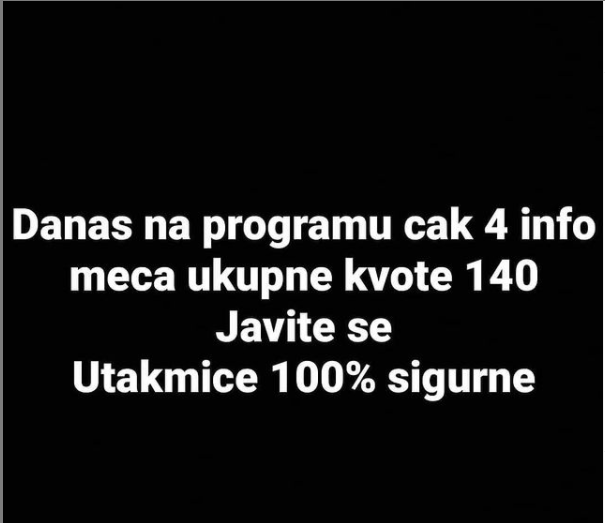 Danas na programu cak 4 info
meca ukupne kvote 140
Javite se
Utakmice 100% sigurne